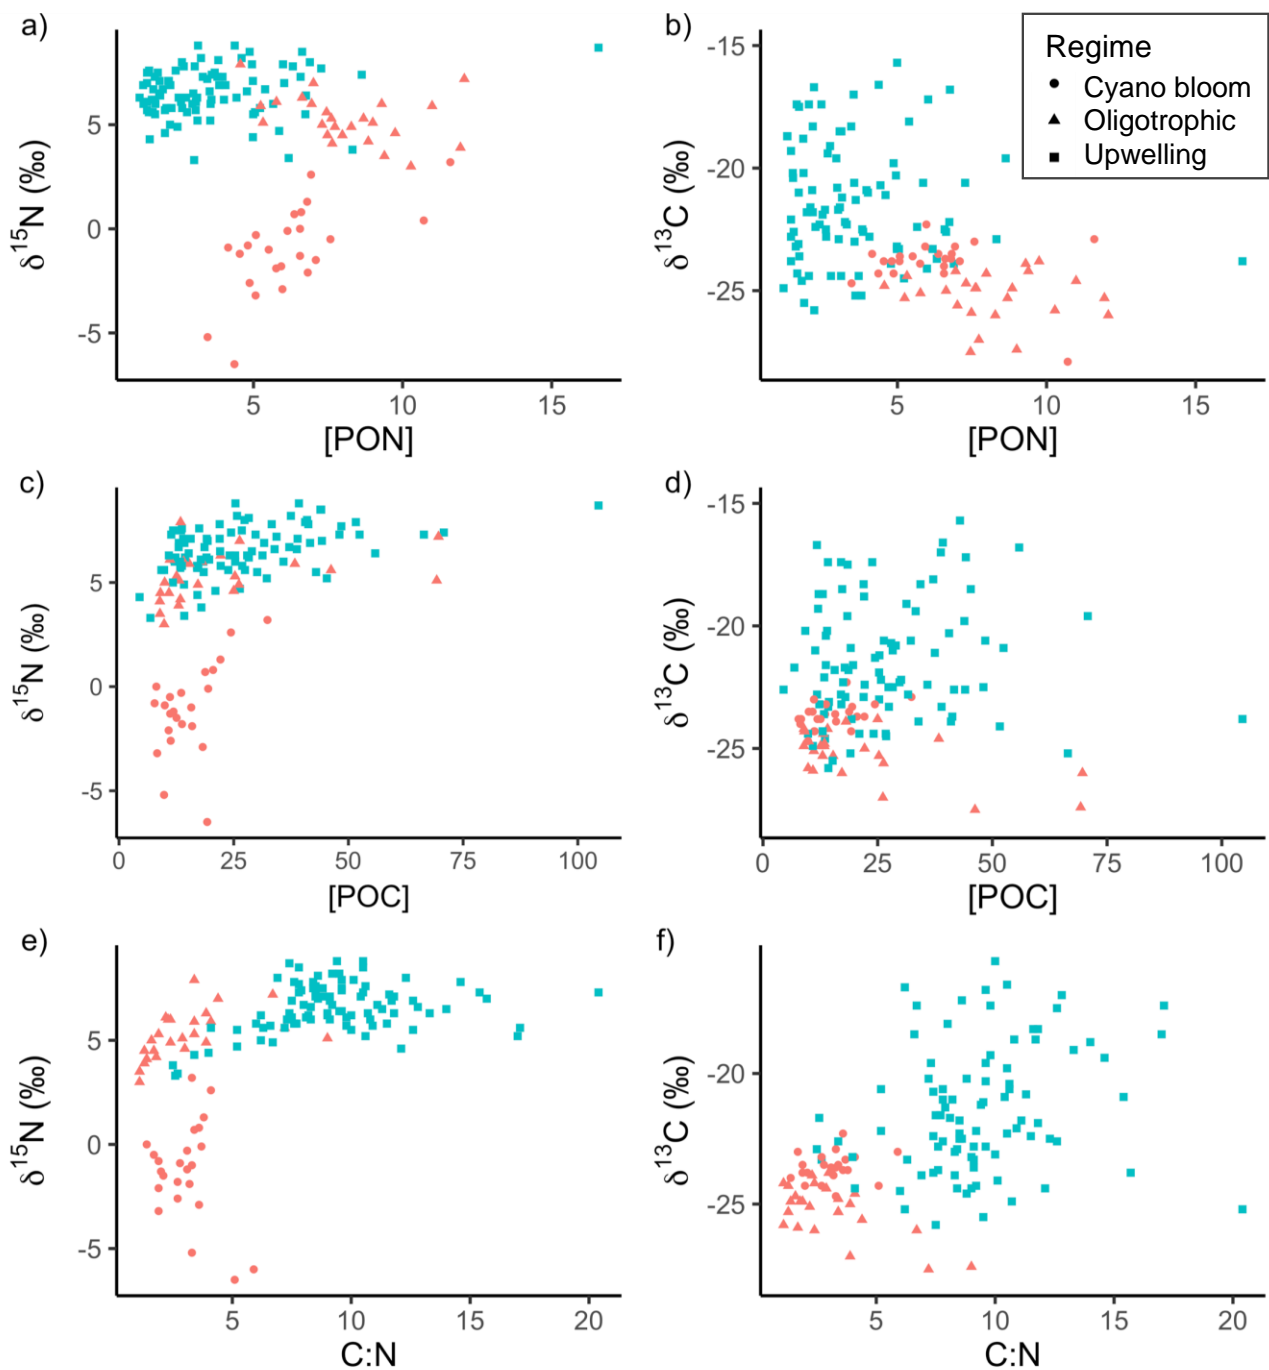 a)
5
0
-5
δ15N (‰)
5 10 15
[PON]
b)
-15
-20
-25
δ13C (‰)
5 10 15
[PON]
Regime
Cyano bloom
Oligotrophic
Upwelling
c)
5
0
-5
δ15N (‰)
0 25 50 75 100
[POC]
d)
-15
-20
-25
δ13C (‰)
0 25 50 75 100
[POC]
e)
5
0
-5
δ15N (‰)
5 10 15 20
C:N
f)
-20
-25
δ13C (‰)
5 10 15 20
C:N